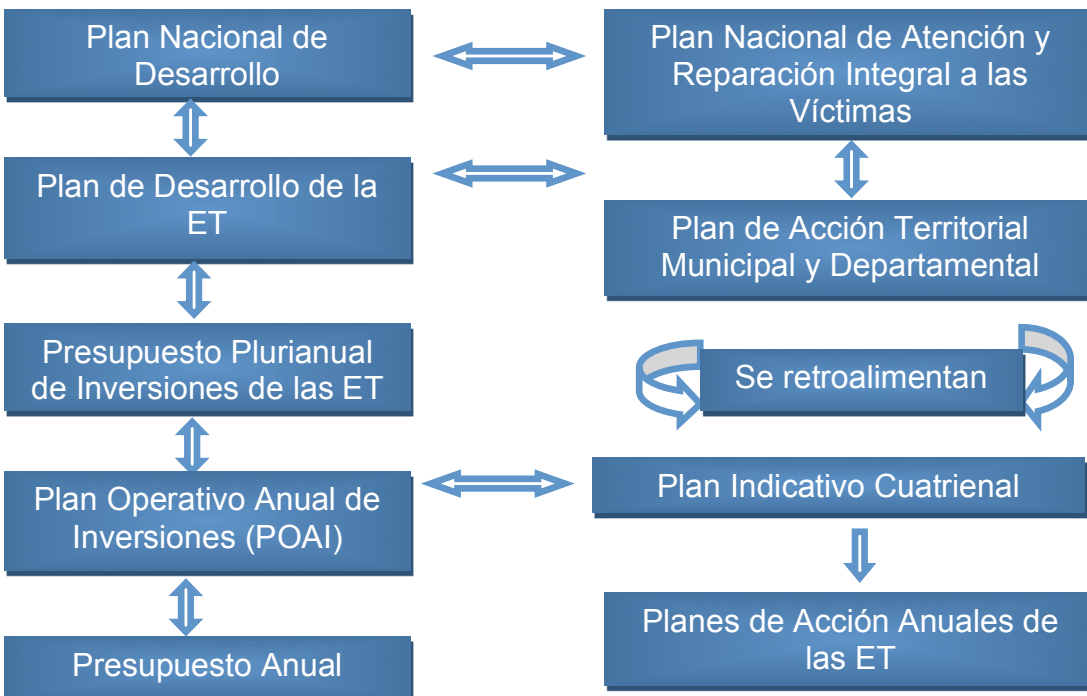 Plan Nacional de
Desarrollo
Plan Nacional de Atención y
Reparación Integral a las
Víctimas
Plan de Desarrollo de la
ET
Plan de Acción Territorial
Municipal y Departamental
Presupuesto Plurianual
de Inversiones de las ET
Se retroalimentan
Plan Operativo Anual de
Inversiones (POAI)
Plan Indicativo Cuatrienal
Presupuesto Anual
Planes de Acción Anuales de
las ET